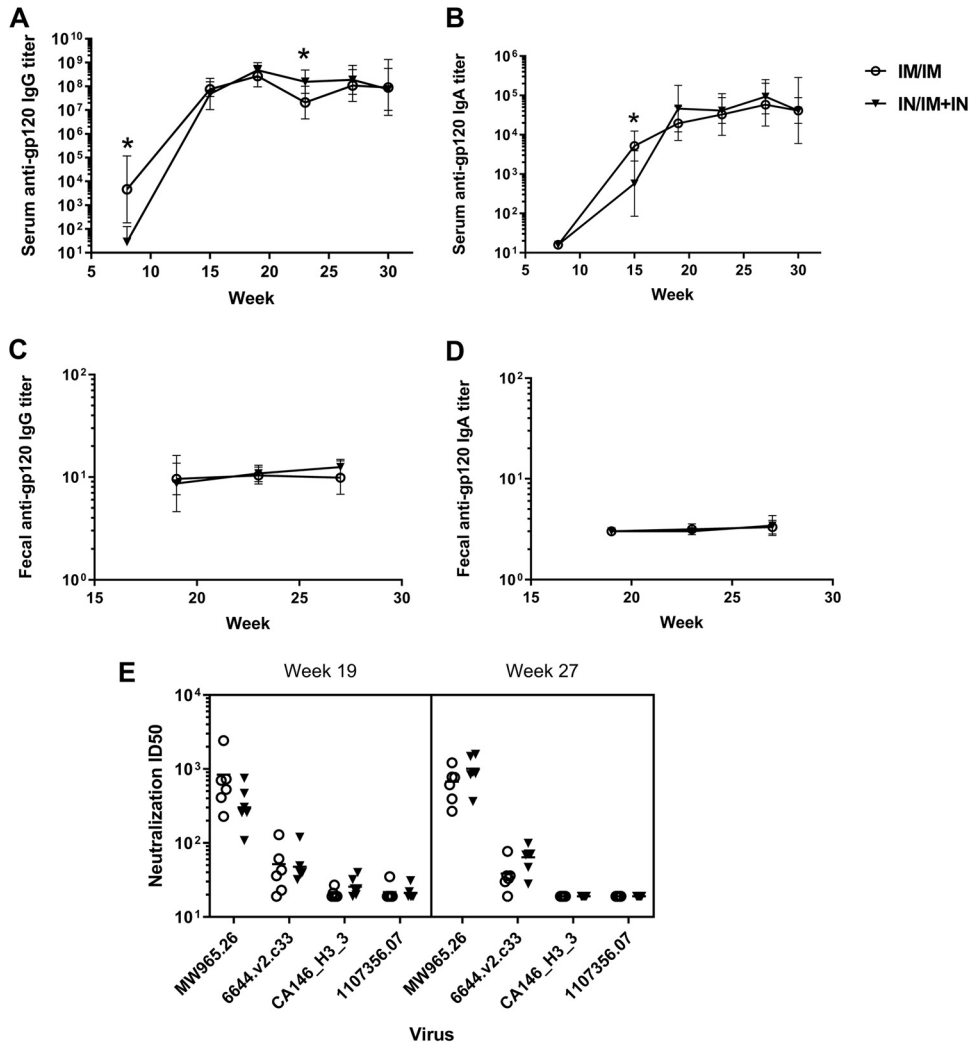 A
Serum anti-gp120 IgG titer
10^10
10^9
10^8
10^7
10^6
10^5
10^4
10^3
10^2
10^1
*
*
5 10 15 20 25 30
Week
B
Serum anti-gp120 IgA titer
10^6
10^5
10^4
10^3
10^2
10^1
*
5 10 15 20 25 30
Week
IM/IM
IN/IM+IN
C
Fecal anti-gp120 IgG titer
10^2
10^1
10^0
15 20 25 30
Week
D
Fecal anti-gp120 IgA titer
10^2
10^1
10^0
15 20 25 30
Week
E
Week 19 Week 27
Neutralization ID50
10^4
10^3
10^2
10^1
MW965.26 6644.v2.c33 CA146_H3_3 1107356.07 MW965.26 6644.v2.c33 CA146_H3_3 1107356.07
Virus